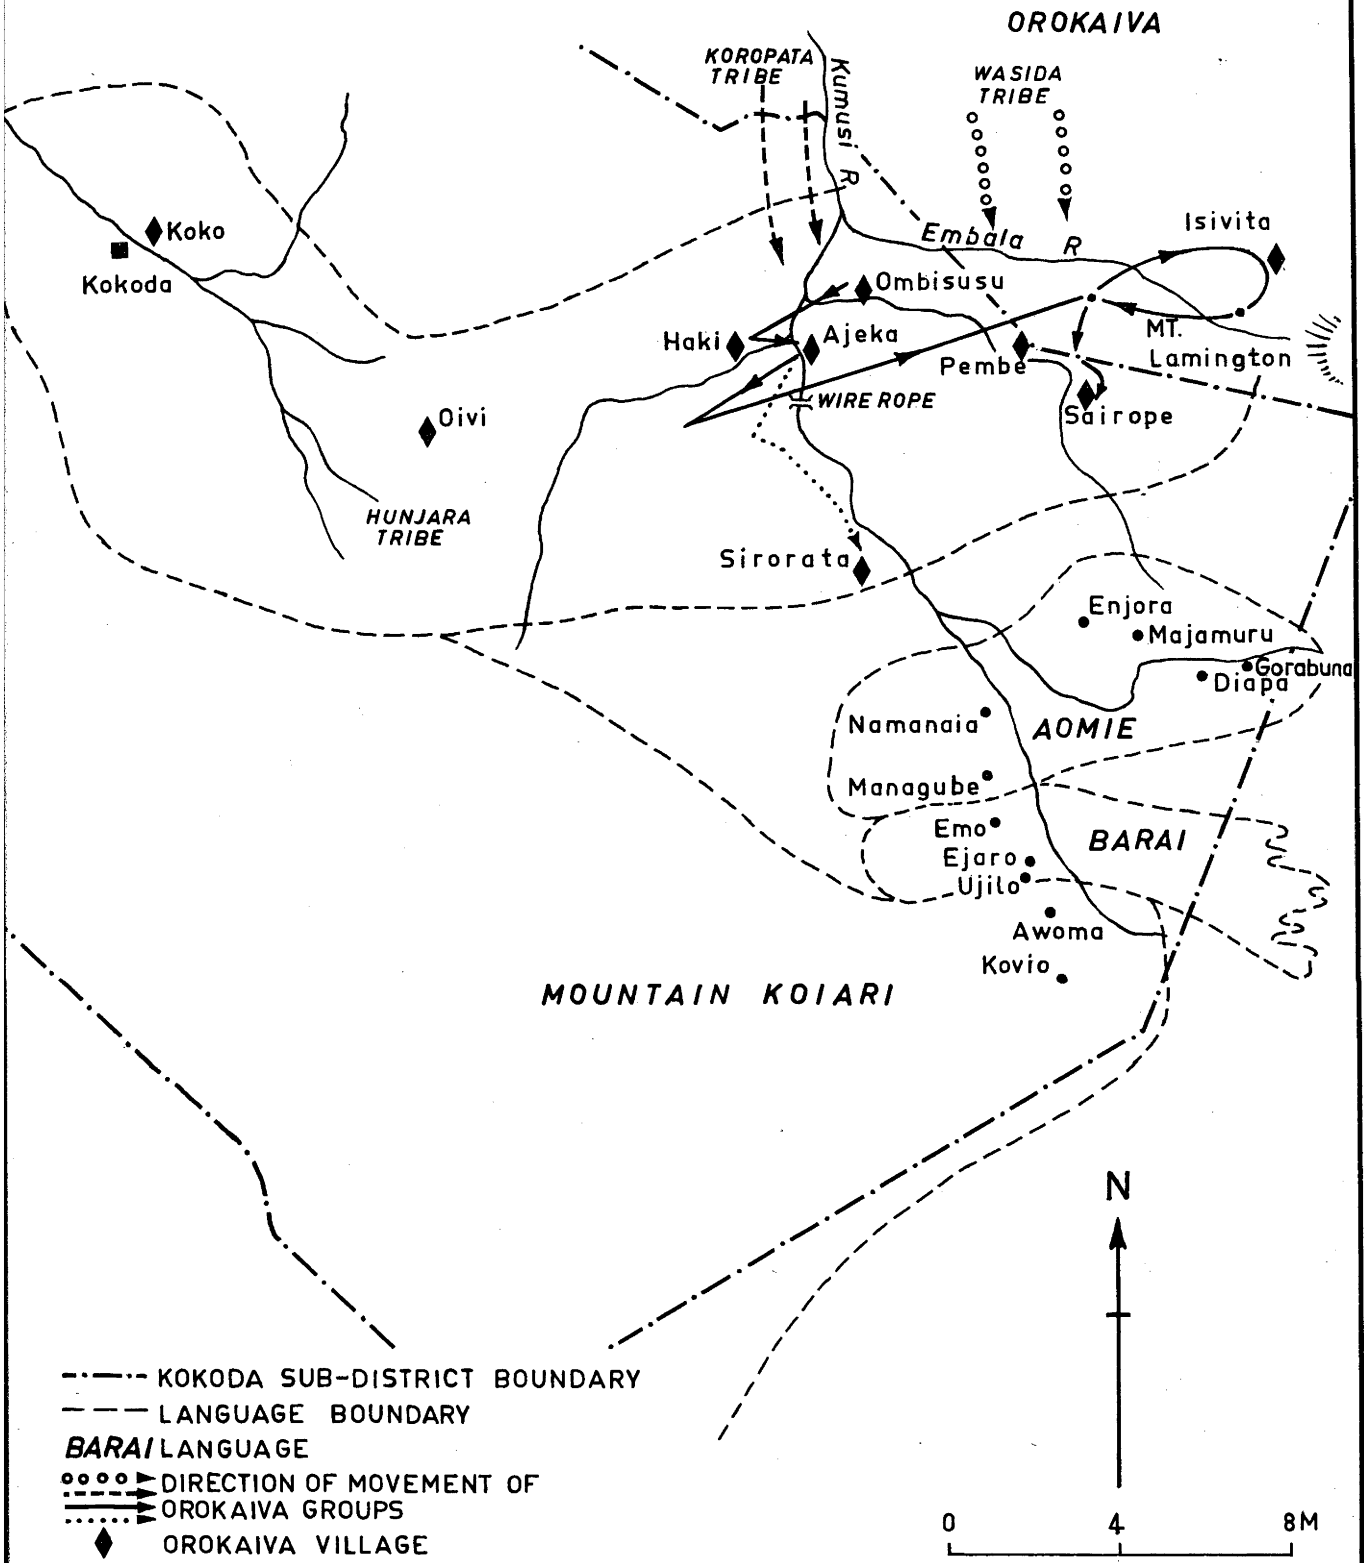 OROKAIVA
KOROPATA
TRIBE
Kumusi R
WASIDA
TRIBE
Isivita
Koko
Embala R
Kokoda
Ombisusu
Haki
Ajeka
MT.
Lamington
Pembe
WIRE ROPE
Sairope
Oivi
HUNJARA
TRIBE
Sirorata
Enjora
Majamuru
Gorabuna
Diapa
Namanaia
AOMIE
Managube
Emo
BARAI
Ejaro
Ujilo
Awoma
Kovio
MOUNTAIN KOIARI
N
KOKODA SUB-DISTRICT BOUNDARY
LANGUAGE BOUNDARY
BARAI LANGUAGE
DIRECTION OF MOVEMENT OF
OROKAIVA GROUPS
OROKAIVA VILLAGE
0 4 8M